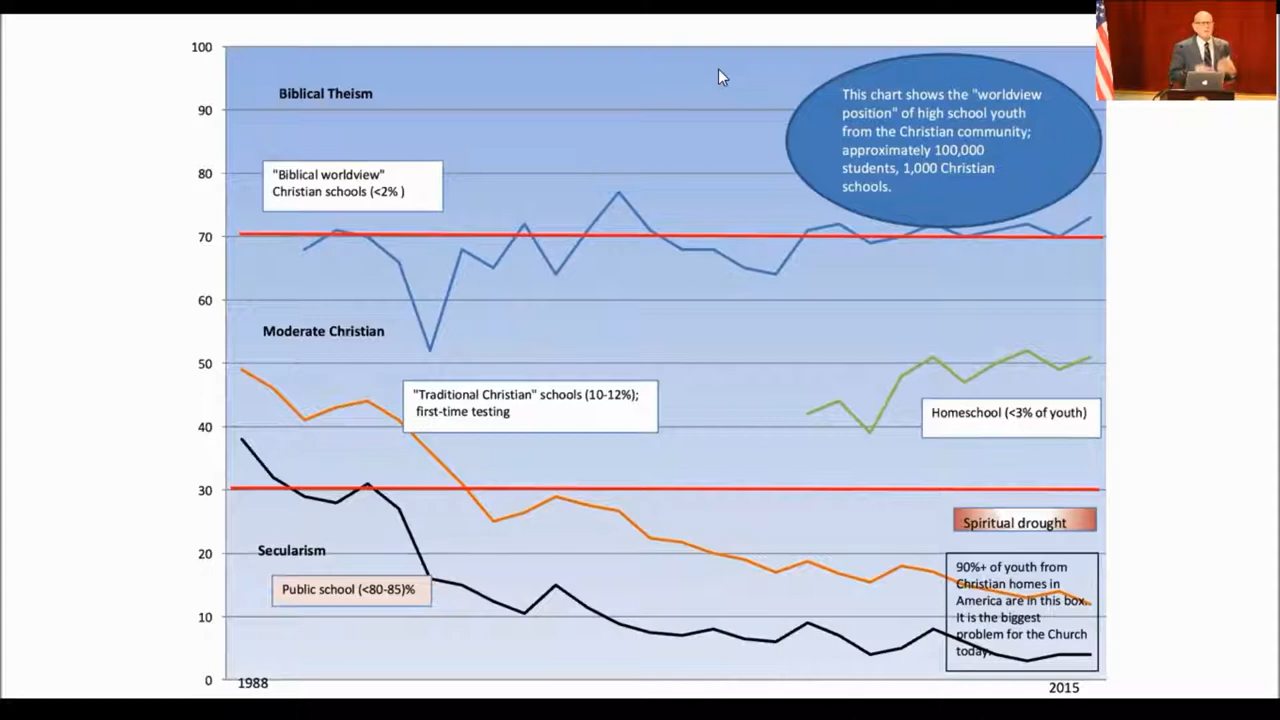 100
90
80
70
60
50
40
30
20
10
0
Biblical Theism
"Biblical worldview"
Christian schools (<2% )
This chart shows the "worldview
position" of high school youth
from the Christian community;
approximately 100,000
students, 1,000 Christian
schools.
Moderate Christian
"Traditional Christian" schools (10-12%);
first-time testing
Homeschool (<3% of youth)
Spiritual drought
Secularism
Public school (<80-85)%
90%+ of youth from
Christian homes in
America are in this box.
It is the biggest
problem for the Church
today.
1988
2015